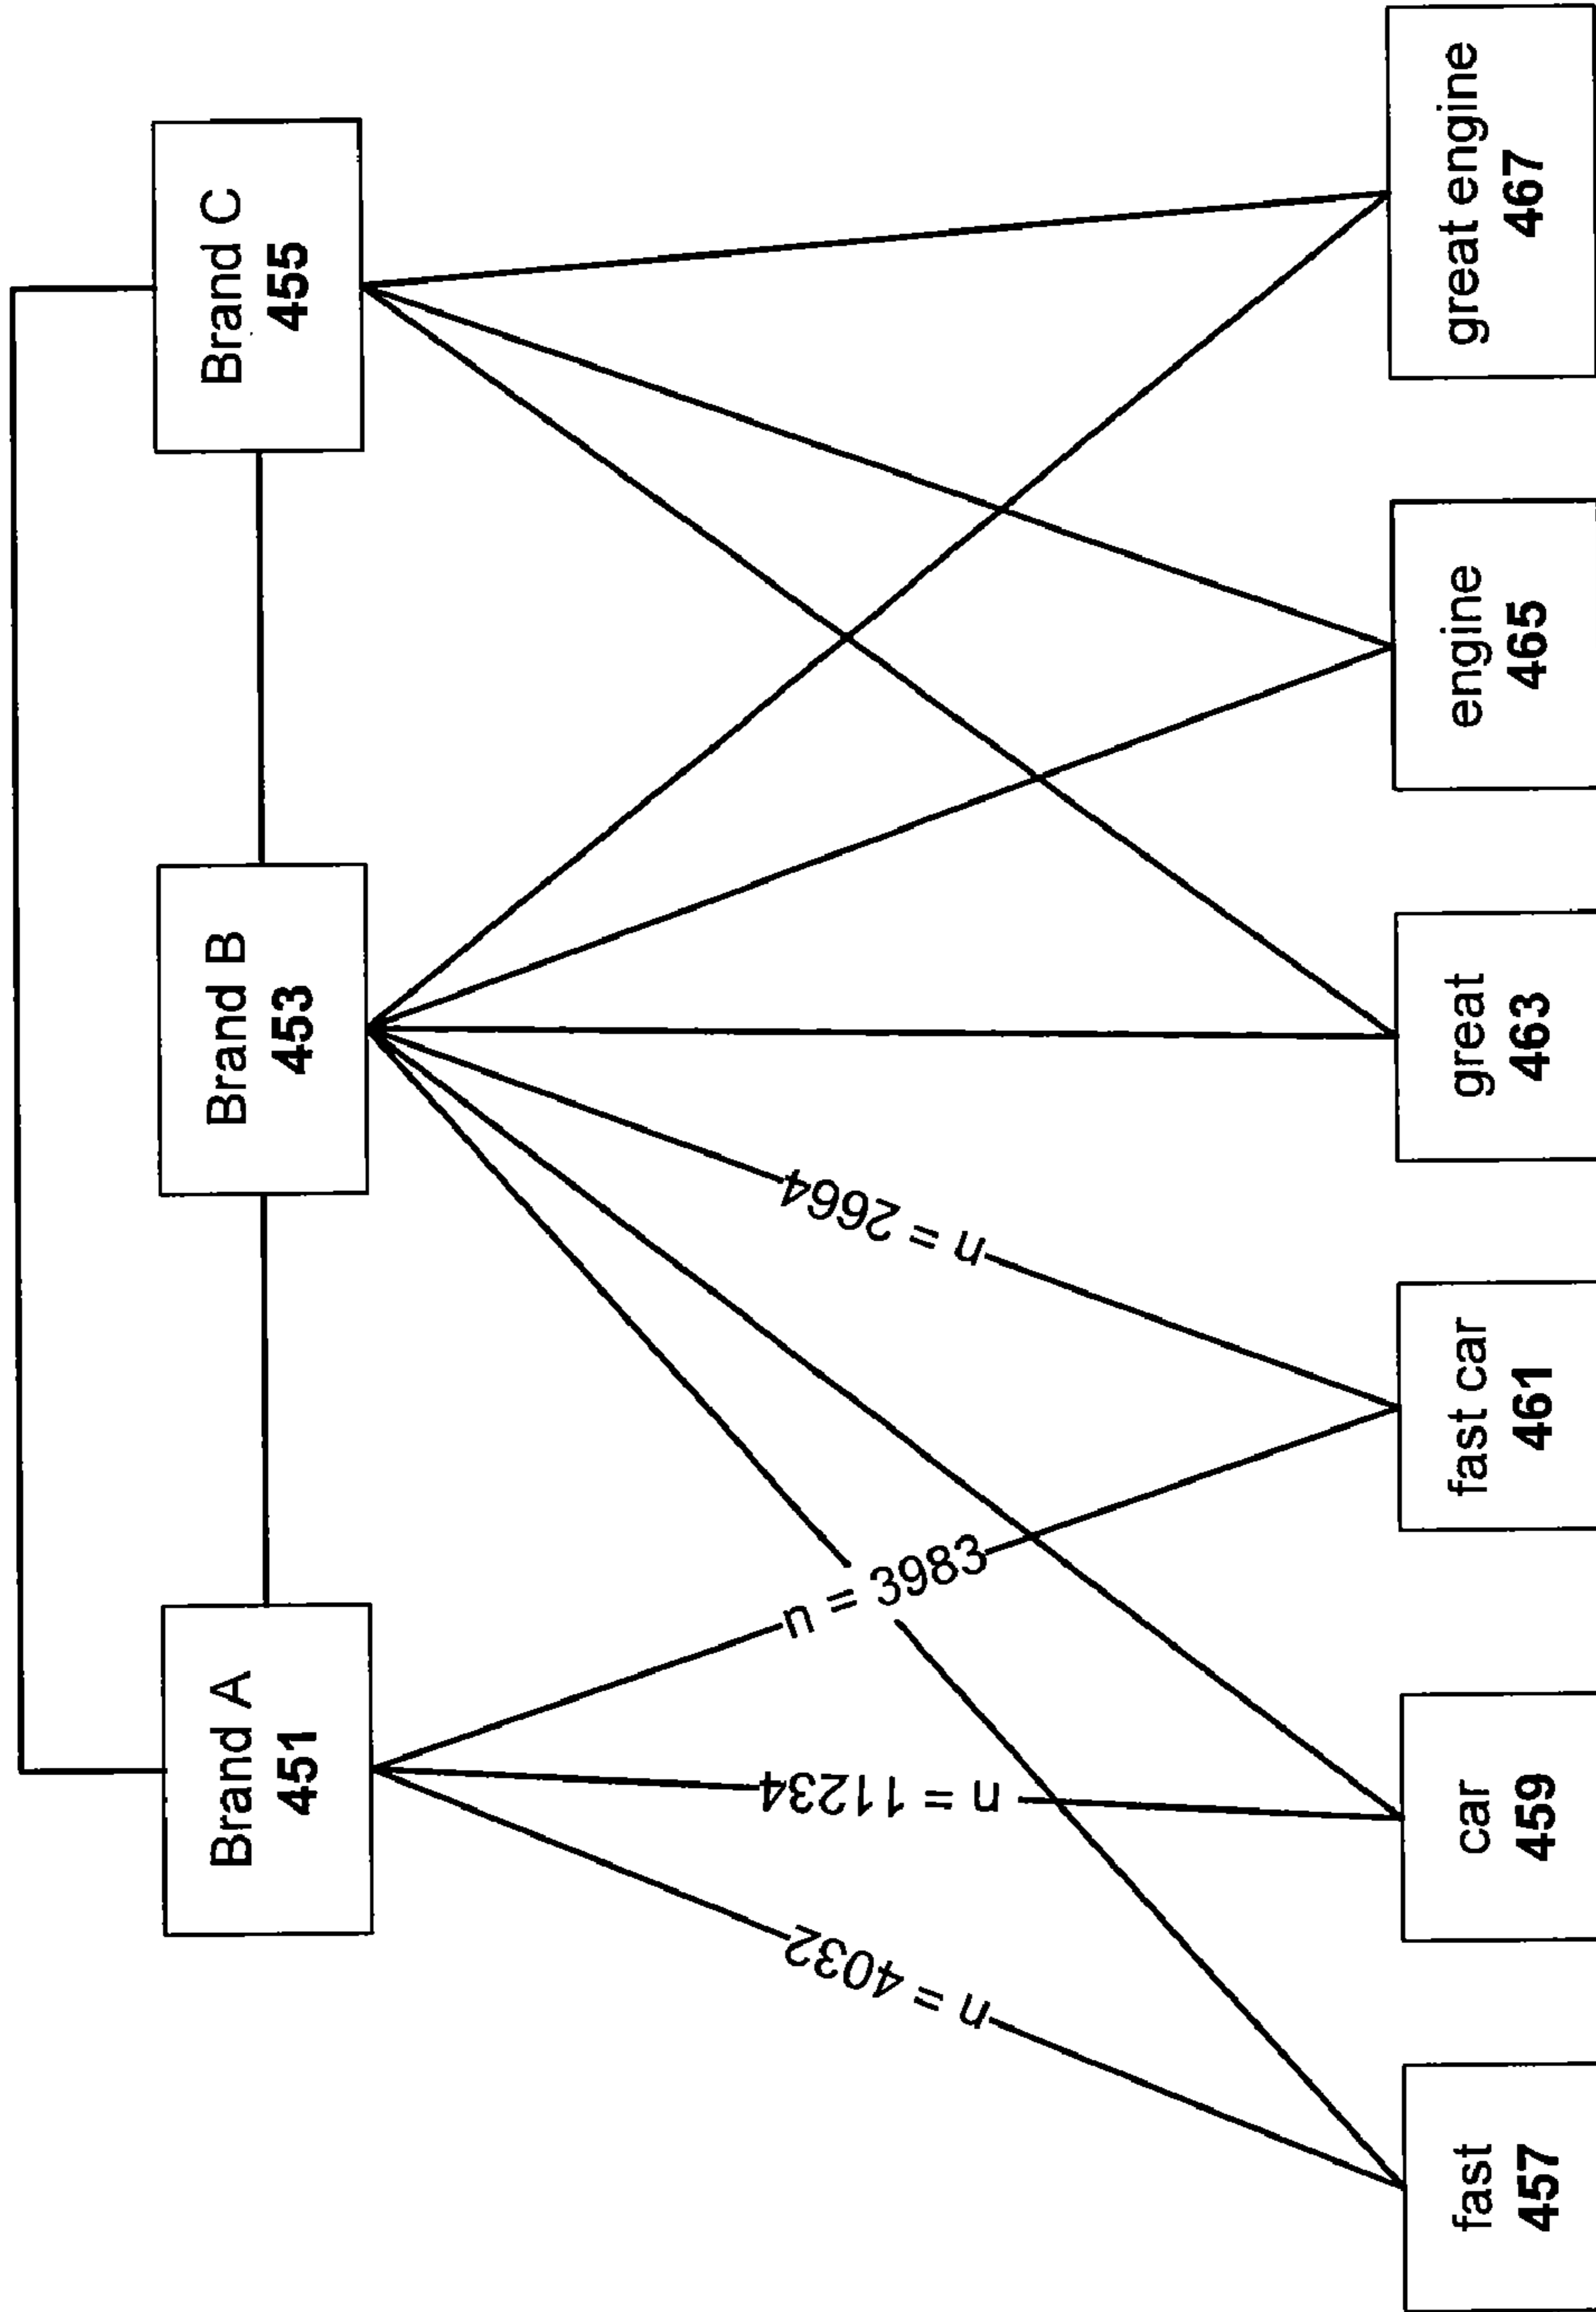 Brand A
451
Brand B
453
Brand C
455
n = 4032
n = 11234
n = 3983
n = 2664
fast
457
car
459
fast car
461
great
463
engine
465
great engine
467